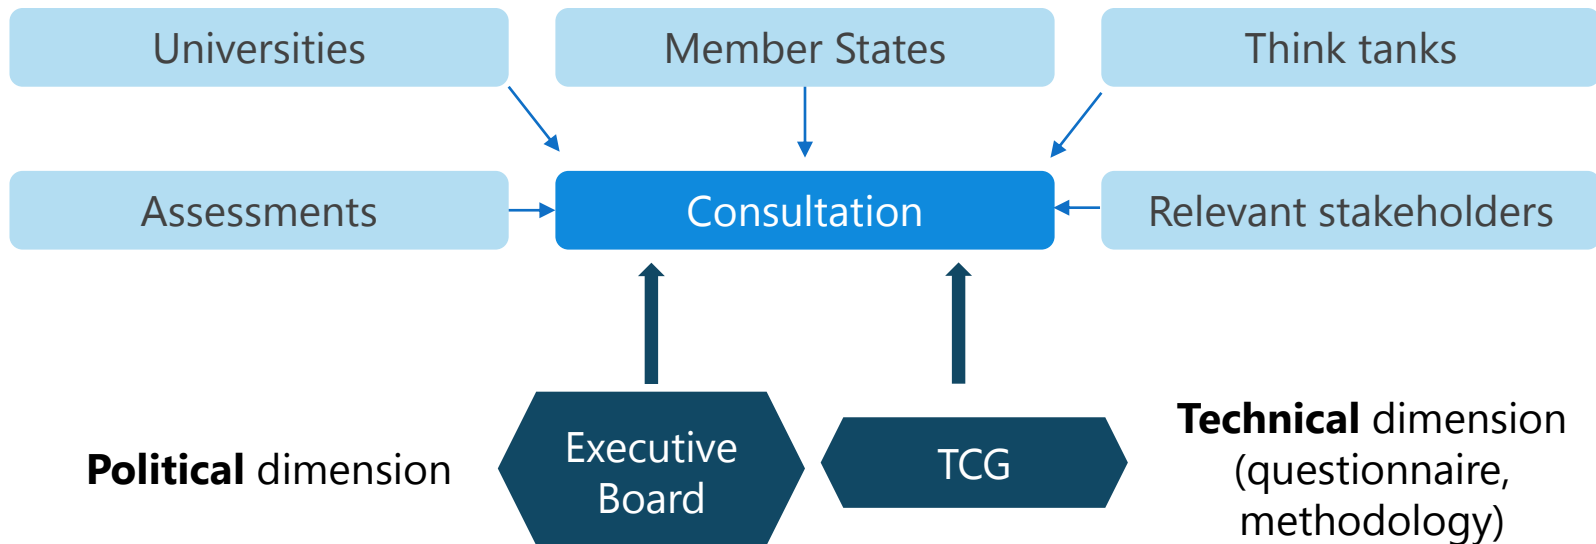 Universities
Member States
Think tanks
Assessments
Consultation
Relevant stakeholders
Political dimension
Executive
Board
TCG
Technical dimension
(questionnaire,
methodology)